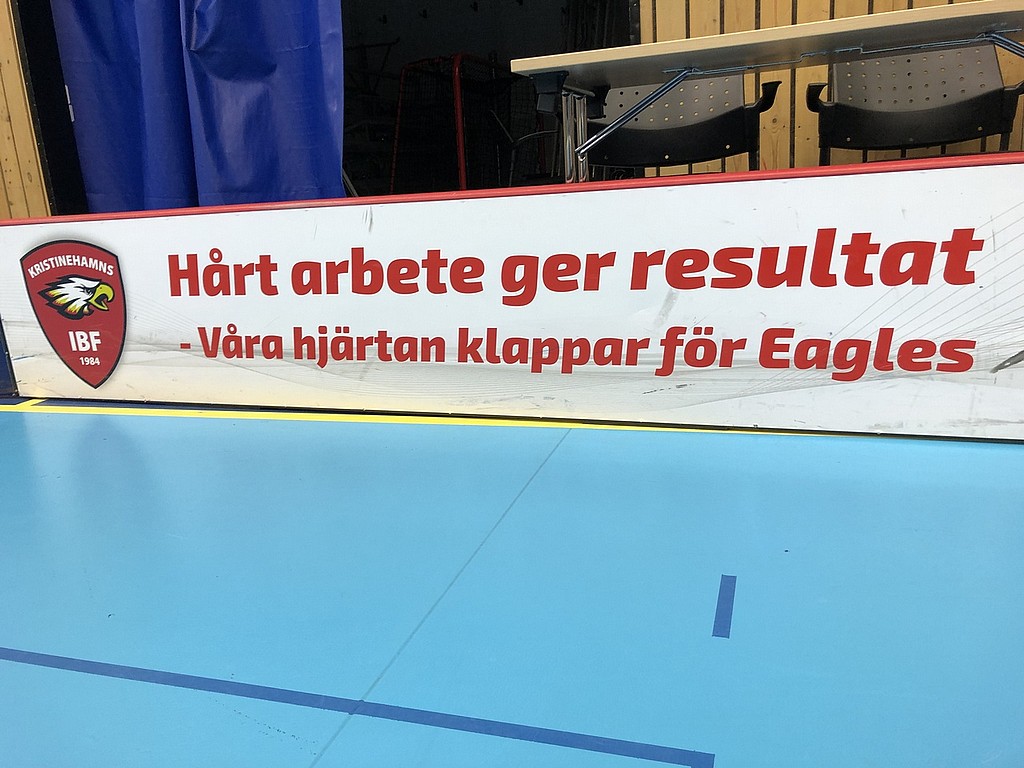 KRISTINEHAMNS
IBF
1984
Hårt arbete ger resultat
- Våra hjärtan klappar för Eagles